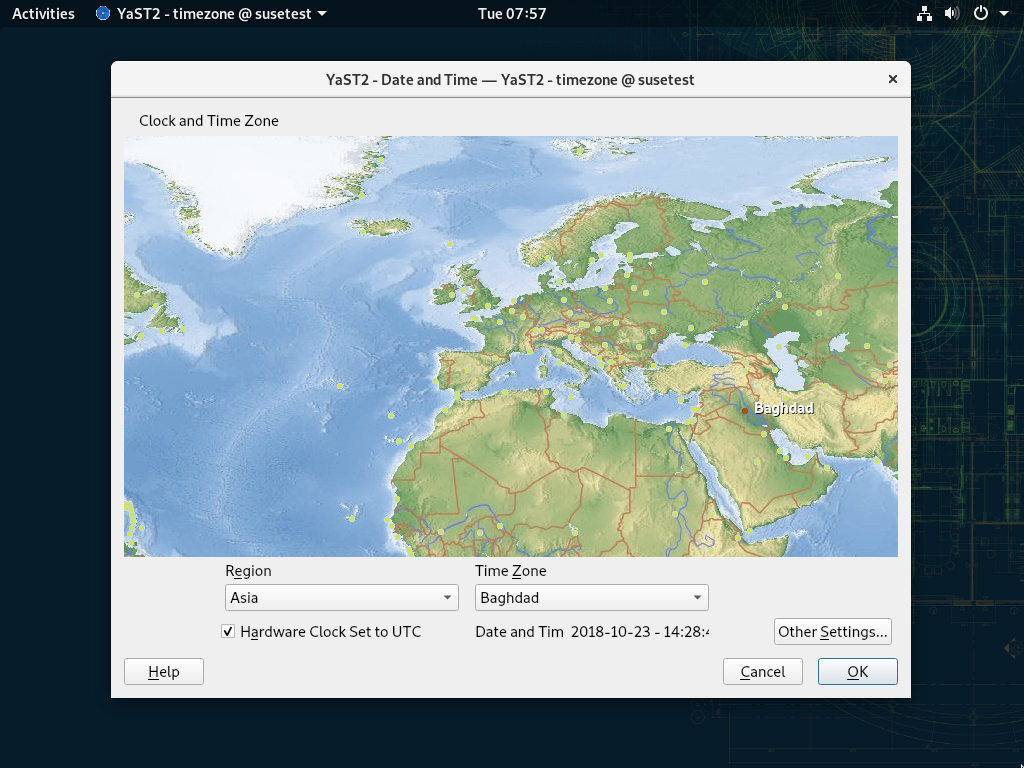 Activities YaST2 - timezone @ susetest Tue 07:57
YaST2 - Date and Time — YaST2 - timezone @ susetest
Clock and Time Zone
Baghdad
Region Time Zone
Asia Baghdad
Hardware Clock Set to UTC Date and Tim 2018-10-23 - 14:28:4 Other Settings...
Help Cancel OK